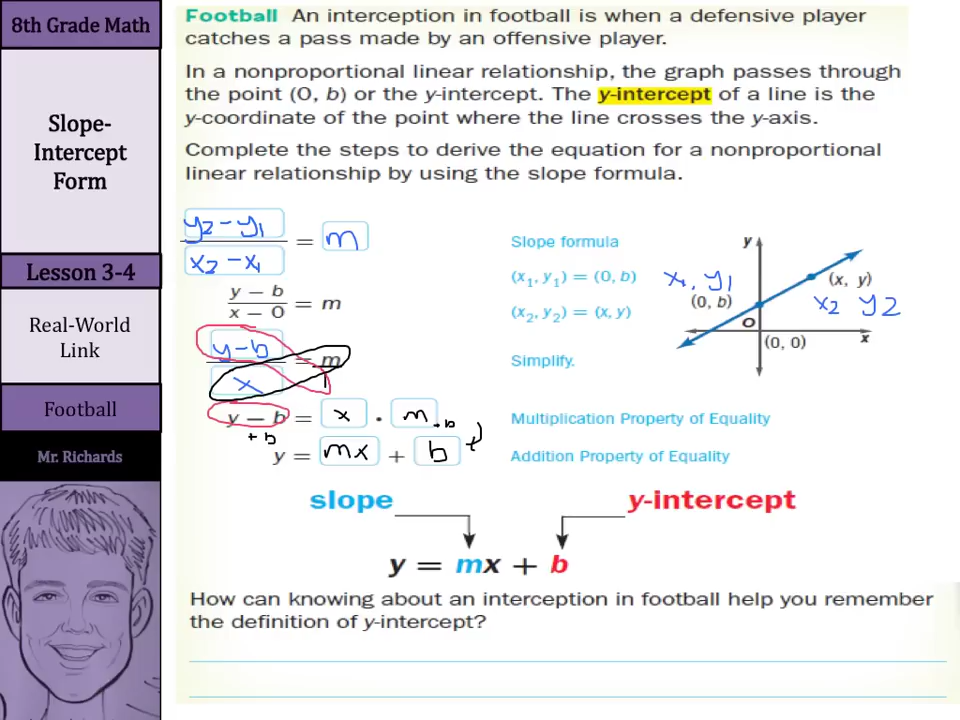 8th Grade Math
Slope-
Intercept
Form
Lesson 3-4
Real-World
Link
Football
Mr. Richards
Football An interception in football is when a defensive player
catches a pass made by an offensive player.
In a nonproportional linear relationship, the graph passes through
the point (0, b) or the y-intercept. The y-intercept of a line is the
y-coordinate of the point where the line crosses the y-axis.
Complete the steps to derive the equation for a nonproportional
linear relationship by using the slope formula.
y2 - y1
= m
x2 - x1
Slope formula
y − b
= m
x − 0
(x₁, y₁) = (0, b)
(x₂, y₂) = (x, y)
y - b
= m
x 1
Simplify.
y − b = x · m
Multiplication Property of Equality
+ b + b
y = mx + b
Addition Property of Equality
y
x1, y1
(0, b)
(x, y)
x2 y2
O
(0, 0)
x
slope
y-intercept
y = mx + b
How can knowing about an interception in football help you remember
the definition of y-intercept?